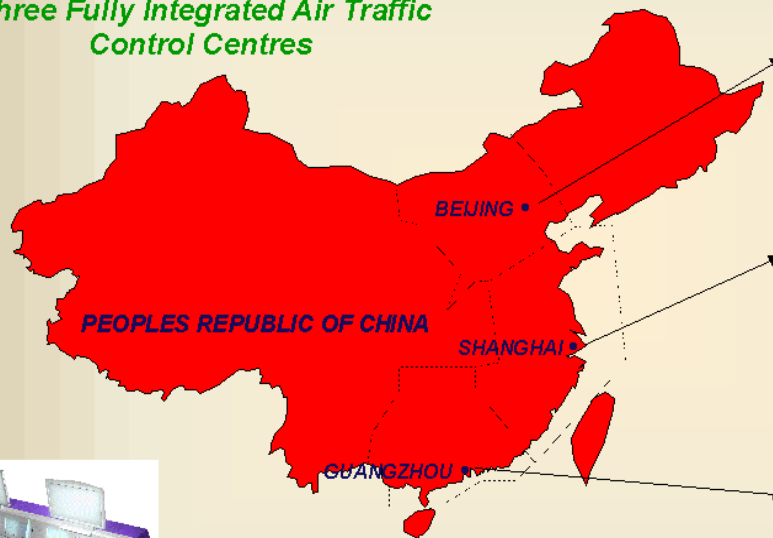 hree Fully Integrated Air Traffic
Control Centres
BEIJING
PEOPLES REPUBLIC OF CHINA
SHANGHAI
GUANGZHOU